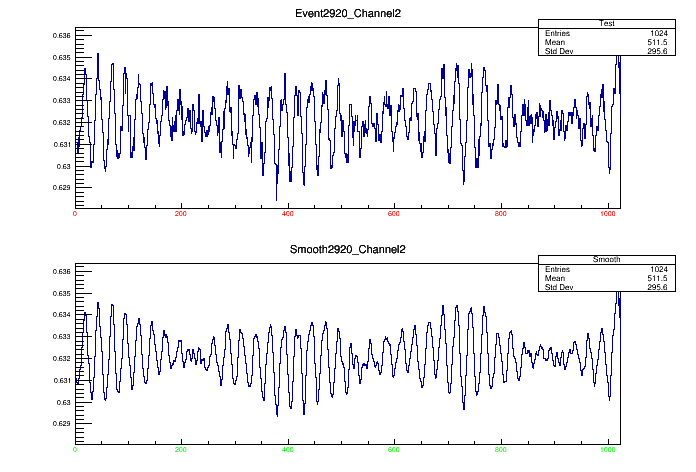 Event2920_Channel2
Test
Entries 1024
Mean 511.5
Std Dev 295.6
0.636
0.635
0.634
0.633
0.632
0.631
0.63
0.629
0 200 400 600 800 1000
Smooth2920_Channel2
Smooth
Entries 1024
Mean 511.5
Std Dev 295.6
0.636
0.635
0.634
0.633
0.632
0.631
0.63
0.629
0 200 400 600 800 1000